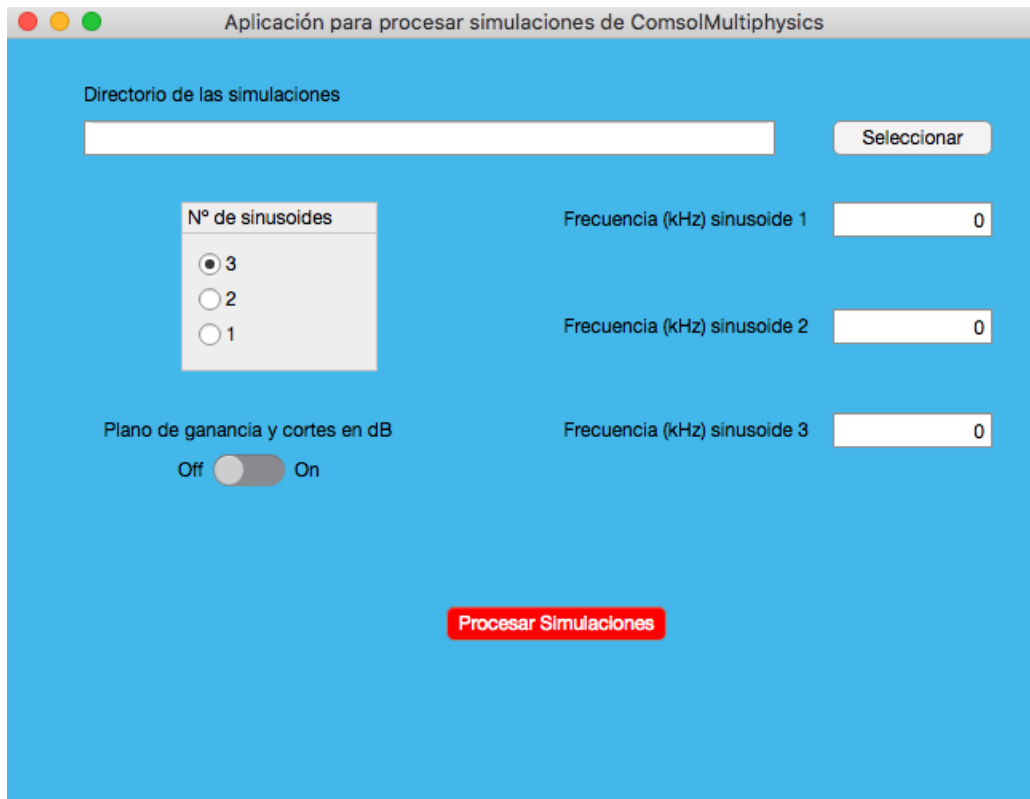 Aplicación para procesar simulaciones de ComsolMultiphysics
Directorio de las simulaciones
Seleccionar
Nº de sinusoides
3
2
1
Frecuencia (kHz) sinusoide 1 0
Frecuencia (kHz) sinusoide 2 0
Plano de ganancia y cortes en dB
Off On
Frecuencia (kHz) sinusoide 3 0
Procesar Simulaciones